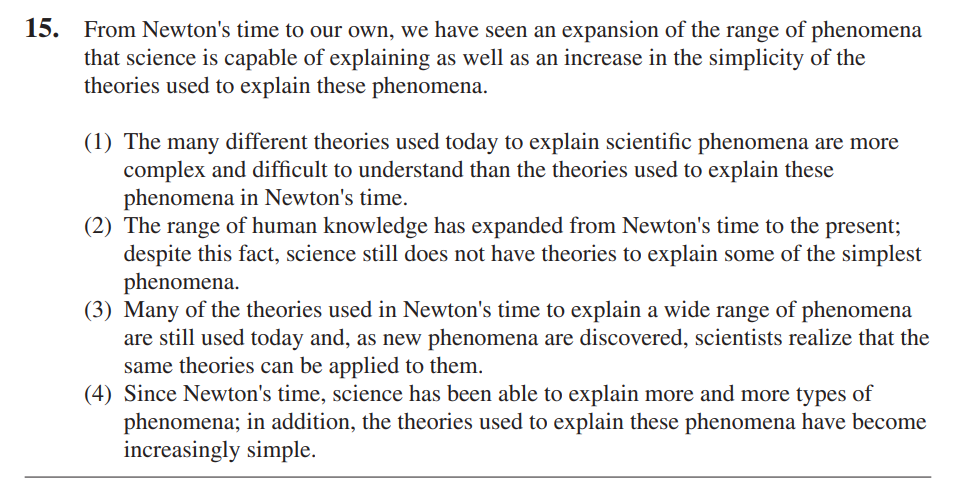 15. From Newton's time to our own, we have seen an expansion of the range of phenomena
that science is capable of explaining as well as an increase in the simplicity of the
theories used to explain these phenomena.
(1) The many different theories used today to explain scientific phenomena are more
complex and difficult to understand than the theories used to explain these
phenomena in Newton's time.
(2) The range of human knowledge has expanded from Newton's time to the present;
despite this fact, science still does not have theories to explain some of the simplest
phenomena.
(3) Many of the theories used in Newton's time to explain a wide range of phenomena
are still used today and, as new phenomena are discovered, scientists realize that the
same theories can be applied to them.
(4) Since Newton's time, science has been able to explain more and more types of
phenomena; in addition, the theories used to explain these phenomena have become
increasingly simple.